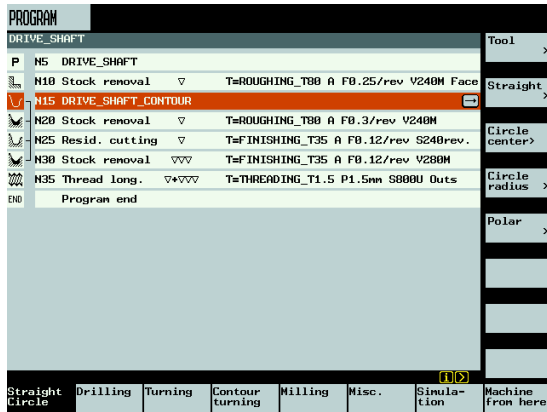 PROGRAM
DRIVE_SHAFT
P N5 DRIVE_SHAFT
N10 Stock removal ▽ T=ROUGHING_T80 A F0.25/rev V240M Face
N15 DRIVE_SHAFT_CONTOUR
N20 Stock removal ▽ T=ROUGHING_T80 A F0.3/rev V240M
N25 Resid. cutting ▽ T=FINISHING_T35 A F0.12/rev S240rev.
N30 Stock removal ▽▽▽ T=FINISHING_T35 A F0.12/rev V280M
N35 Thread long. ▽+▽▽▽ T=THREADING_T1.5 P1.5mm S800U Outs
END Program end
Tool >
Straight >
Circle
center>
Circle
radius >
Polar >
i >
Straight
Circle
Drilling
Turning
Contour
turning
Milling
Misc.
Simula-
tion
Machine
from here